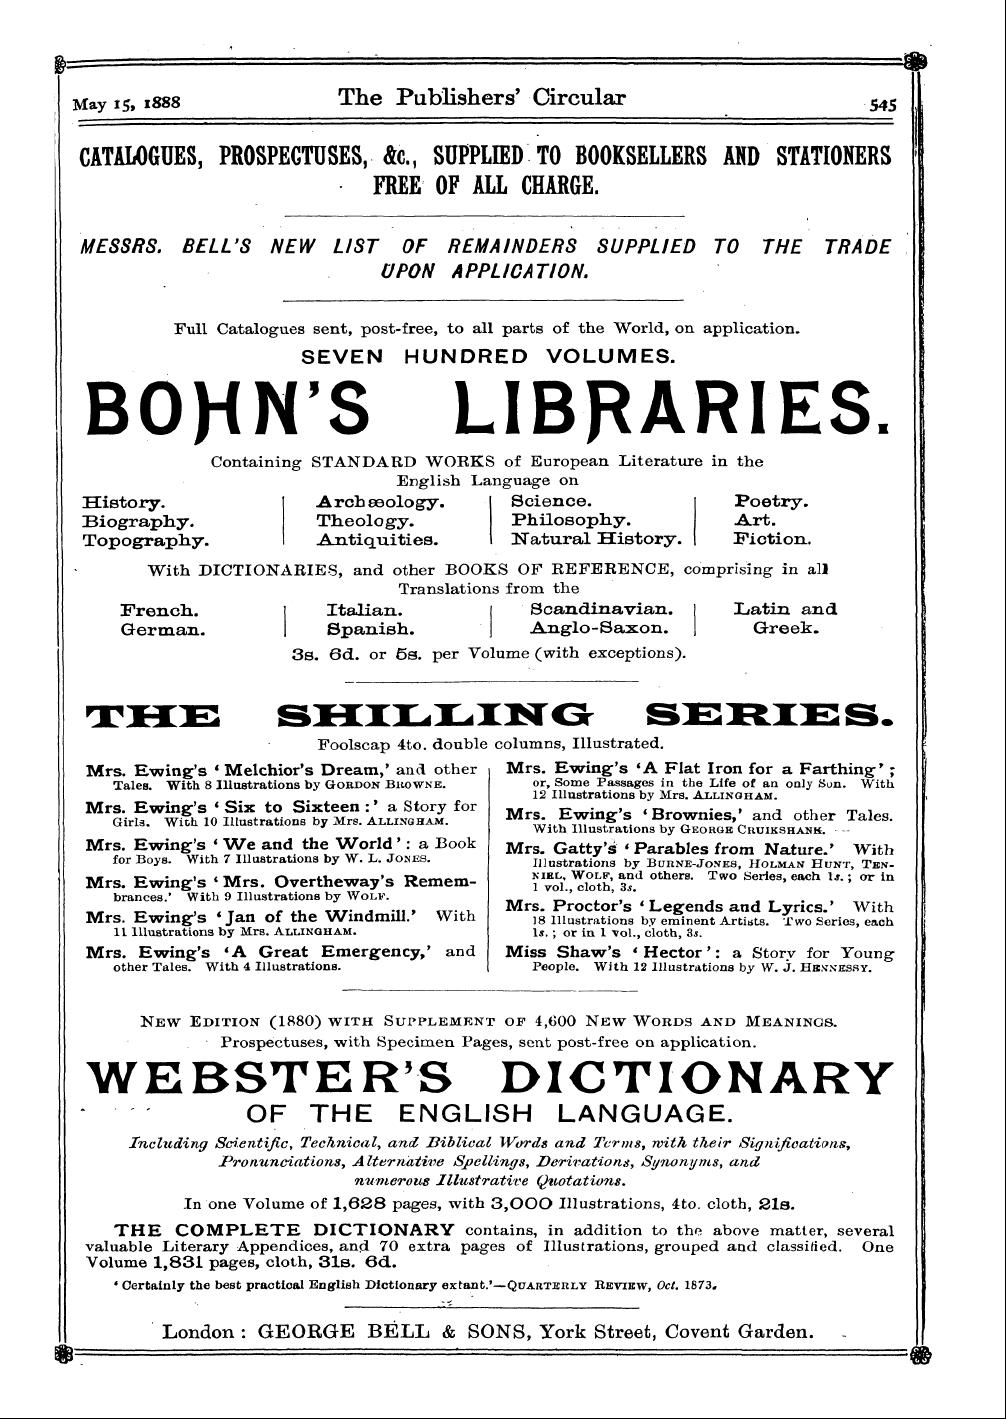 May 15, 1888 The Publishers' Circular 545
CATALOGUES, PROSPECTUSES, &c., SUPPLIED TO BOOKSELLERS AND STATIONERS
FREE OF ALL CHARGE.
MESSRS. BELL'S NEW LIST OF REMAINDERS SUPPLIED TO THE TRADE
UPON APPLICATION.
Full Catalogues sent, post-free, to all parts of the World, on application.
SEVEN HUNDRED VOLUMES.
BOHN'S LIBRARIES.
Containing STANDARD WORKS of European Literature in the
English Language on
History.
Biography.
Topography.
Archæology.
Theology.
Antiquities.
Science.
Philosophy.
Natural History.
Poetry.
Art.
Fiction.
With DICTIONARIES, and other BOOKS OF REFERENCE, comprising in all
Translations from the
French.
German.
Italian.
Spanish.
Scandinavian.
Anglo-Saxon.
Latin and
Greek.
3s. 6d. or 5s. per Volume (with exceptions).
THE SHILLING SERIES.
Foolscap 4to. double columns, Illustrated.
Mrs. Ewing's 'Melchior's Dream,' and other
Tales. With 8 Illustrations by GORDON BROWNE.
Mrs. Ewing's 'Six to Sixteen:' a Story for
Girls. With 10 Illustrations by Mrs. ALLINGHAM.
Mrs. Ewing's 'We and the World': a Book
for Boys. With 7 Illustrations by W. L. JONES.
Mrs. Ewing's 'Mrs. Overtheway's Remem-
brances.' With 9 Illustrations by WOLF.
Mrs. Ewing's 'Jan of the Windmill.' With
11 Illustrations by Mrs. ALLINGHAM.
Mrs. Ewing's 'A Great Emergency,' and
other Tales. With 4 Illustrations.
Mrs. Ewing's 'A Flat Iron for a Farthing';
or, Some Passages in the Life of an only Son. With
12 Illustrations by Mrs. ALLINGHAM.
Mrs. Ewing's 'Brownies,' and other Tales.
With Illustrations by GEORGE CRUIKSHANK.
Mrs. Gatty's 'Parables from Nature.' With
Illustrations by BURNE-JONES, HOLMAN HUNT, TEN-
NIEL, WOLF, and others. Two Series, each 1s.; or in
1 vol., cloth, 3s.
Mrs. Proctor's 'Legends and Lyrics.' With
18 Illustrations by eminent Artists. Two Series, each
1s.; or in 1 vol., cloth, 3s.
Miss Shaw's 'Hector': a Story for Young
People. With 12 Illustrations by W. J. HENNESSY.
NEW EDITION (1880) WITH SUPPLEMENT OF 4,600 NEW WORDS AND MEANINGS.
Prospectuses, with Specimen Pages, sent post-free on application.
WEBSTER'S DICTIONARY
OF THE ENGLISH LANGUAGE.
Including Scientific, Technical, and Biblical Words and Terms, with their Significations,
Pronunciations, Alternative Spellings, Derivations, Synonyms, and
numerous Illustrative Quotations.
In one Volume of 1,628 pages, with 3,000 Illustrations, 4to. cloth, 21s.
THE COMPLETE DICTIONARY contains, in addition to the above matter, several
valuable Literary Appendices, and 70 extra pages of Illustrations, grouped and classified. One
Volume 1,831 pages, cloth, 31s. 6d.
'Certainly the best practical English Dictionary extant.'—QUARTERLY REVIEW, Oct. 1873.
London: GEORGE BELL & SONS, York Street, Covent Garden.